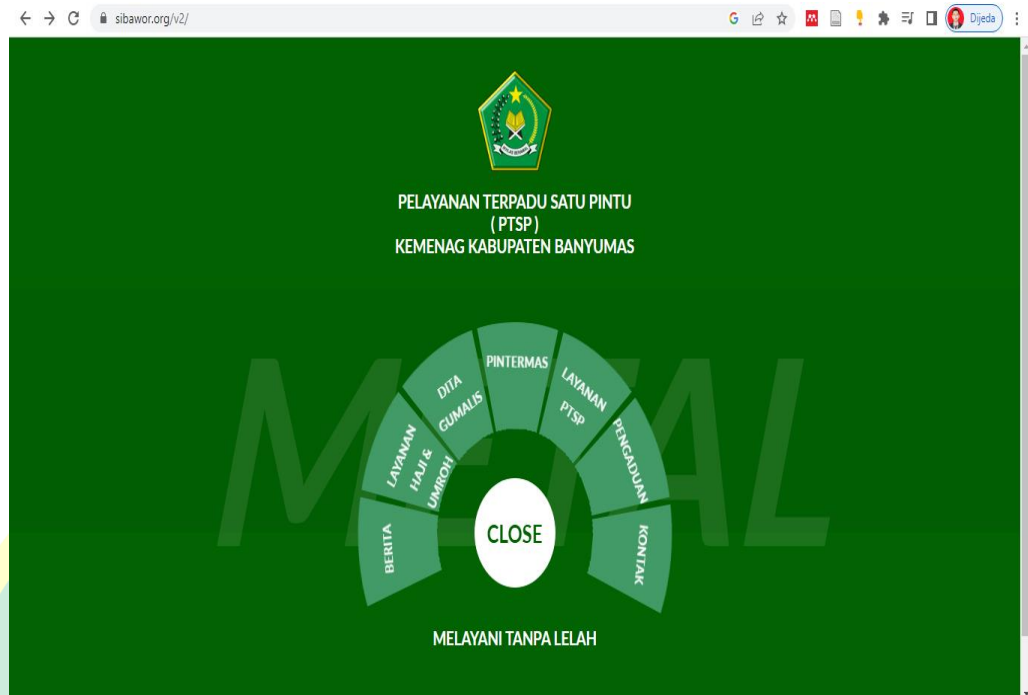 sibawor.org/v2/
Dijeda
PELAYANAN TERPADU SATU PINTU
( PTSP )
KEMENAG KABUPATEN BANYUMAS
METAL
BERITA
LAYANAN
HAJI &
UMROH
DITA
GUMALIS
PINTERMAS
LAYANAN
PTSP
PENGADUAN
KONTAK
CLOSE
MELAYANI TANPA LELAH